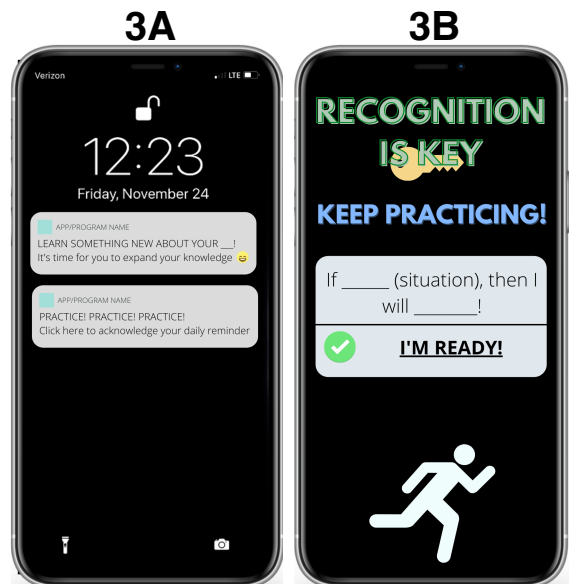 3A
Verizon
LTE
12:23
Friday, November 24
APP/PROGRAM NAME
LEARN SOMETHING NEW ABOUT YOUR __!
It's time for you to expand your knowledge 😄
APP/PROGRAM NAME
PRACTICE! PRACTICE! PRACTICE!
Click here to acknowledge your daily reminder
3B
RECOGNITION
IS KEY
KEEP PRACTICING!
If _____ (situation), then I
will _______!
I'M READY!